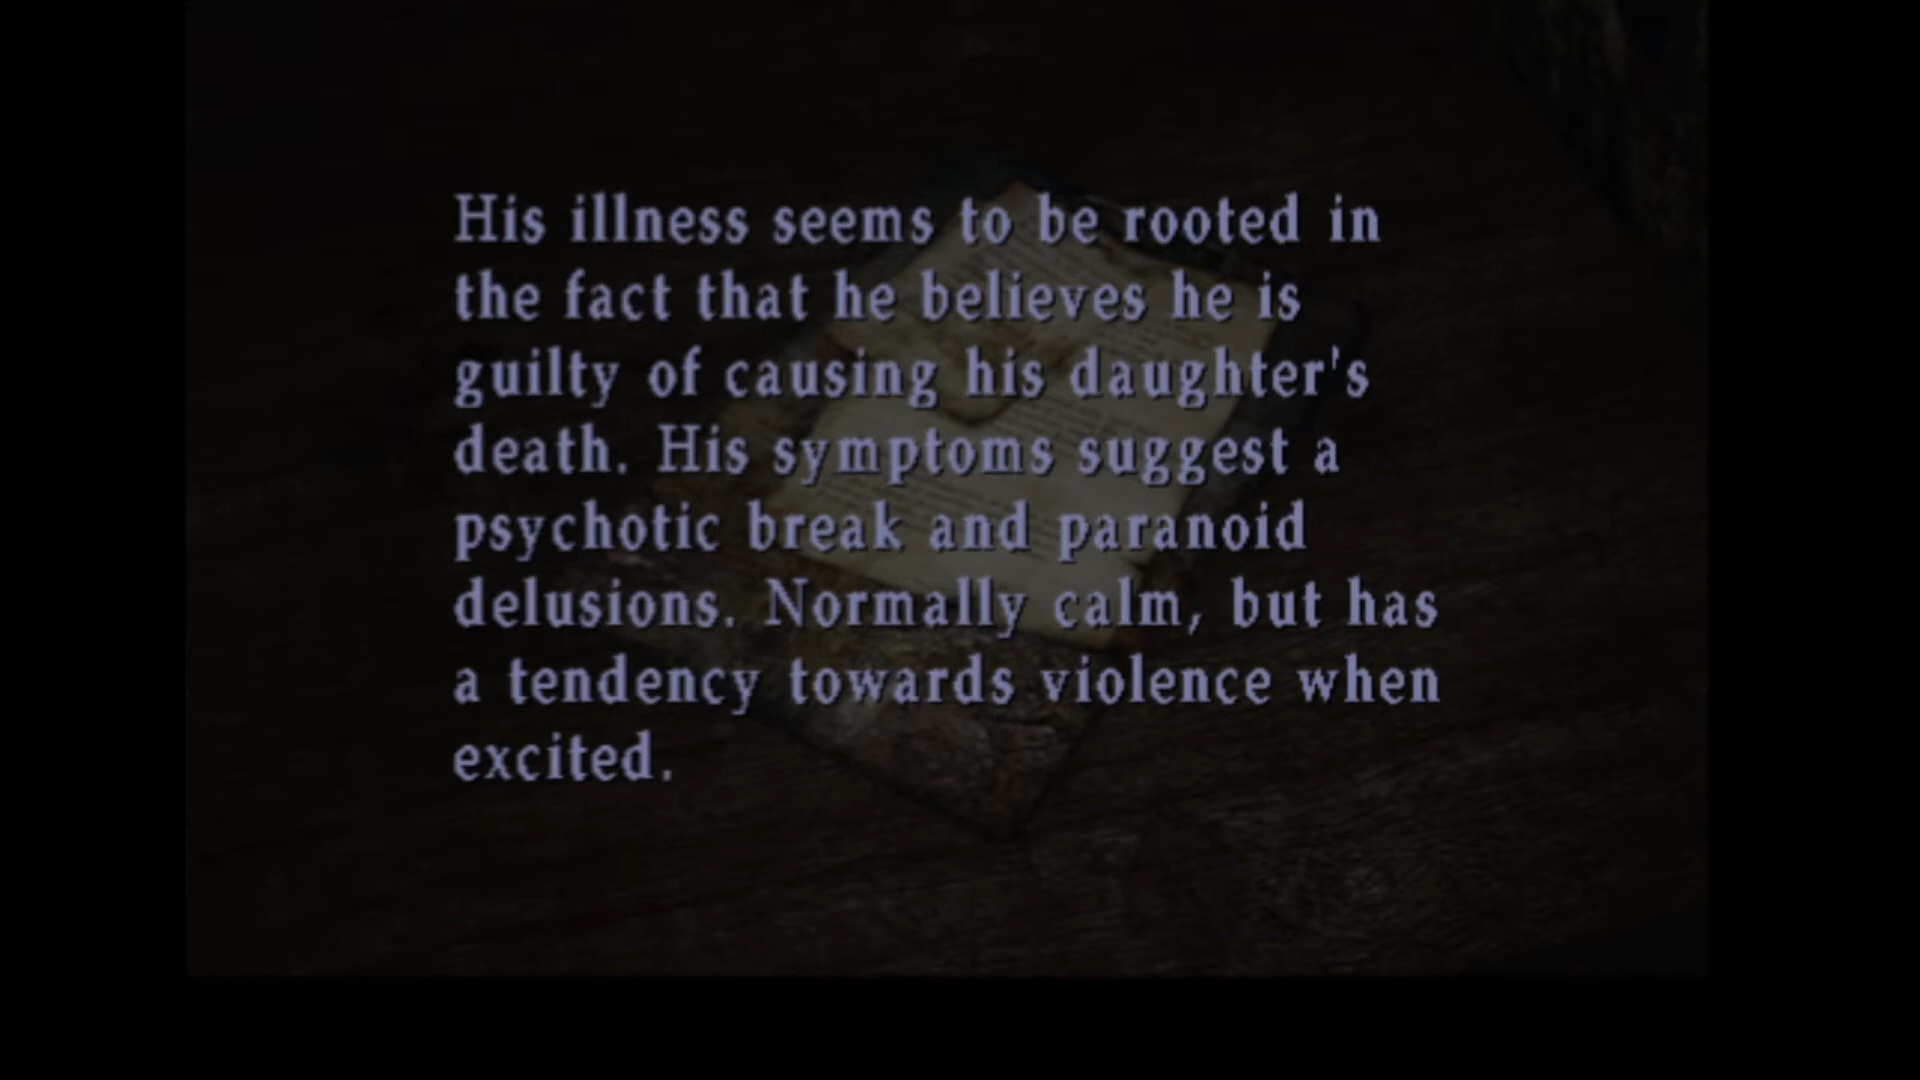 His illness seems to be rooted in
the fact that he believes he is
guilty of causing his daughter's
death. His symptoms suggest a
psychotic break and paranoid
delusions. Normally calm, but has
a tendency towards violence when
excited.